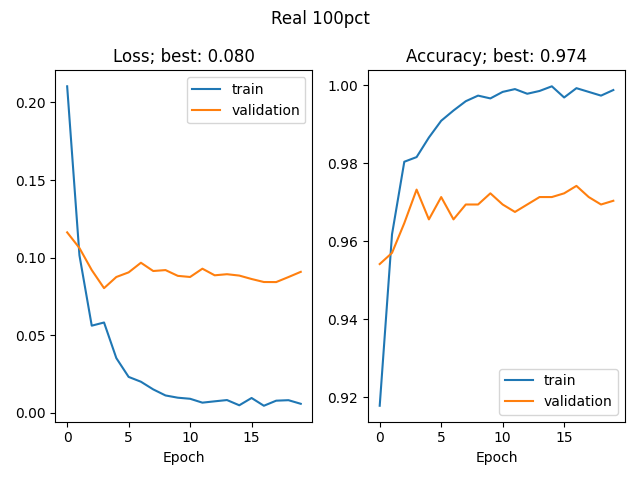 Real 100pct
Loss; best: 0.080
train
validation
0.20
0.15
0.10
0.05
0.00
0
5
10
15
Epoch
Accuracy; best: 0.974
1.00
0.98
0.96
0.94
0.92
train
validation
0
5
10
15
Epoch